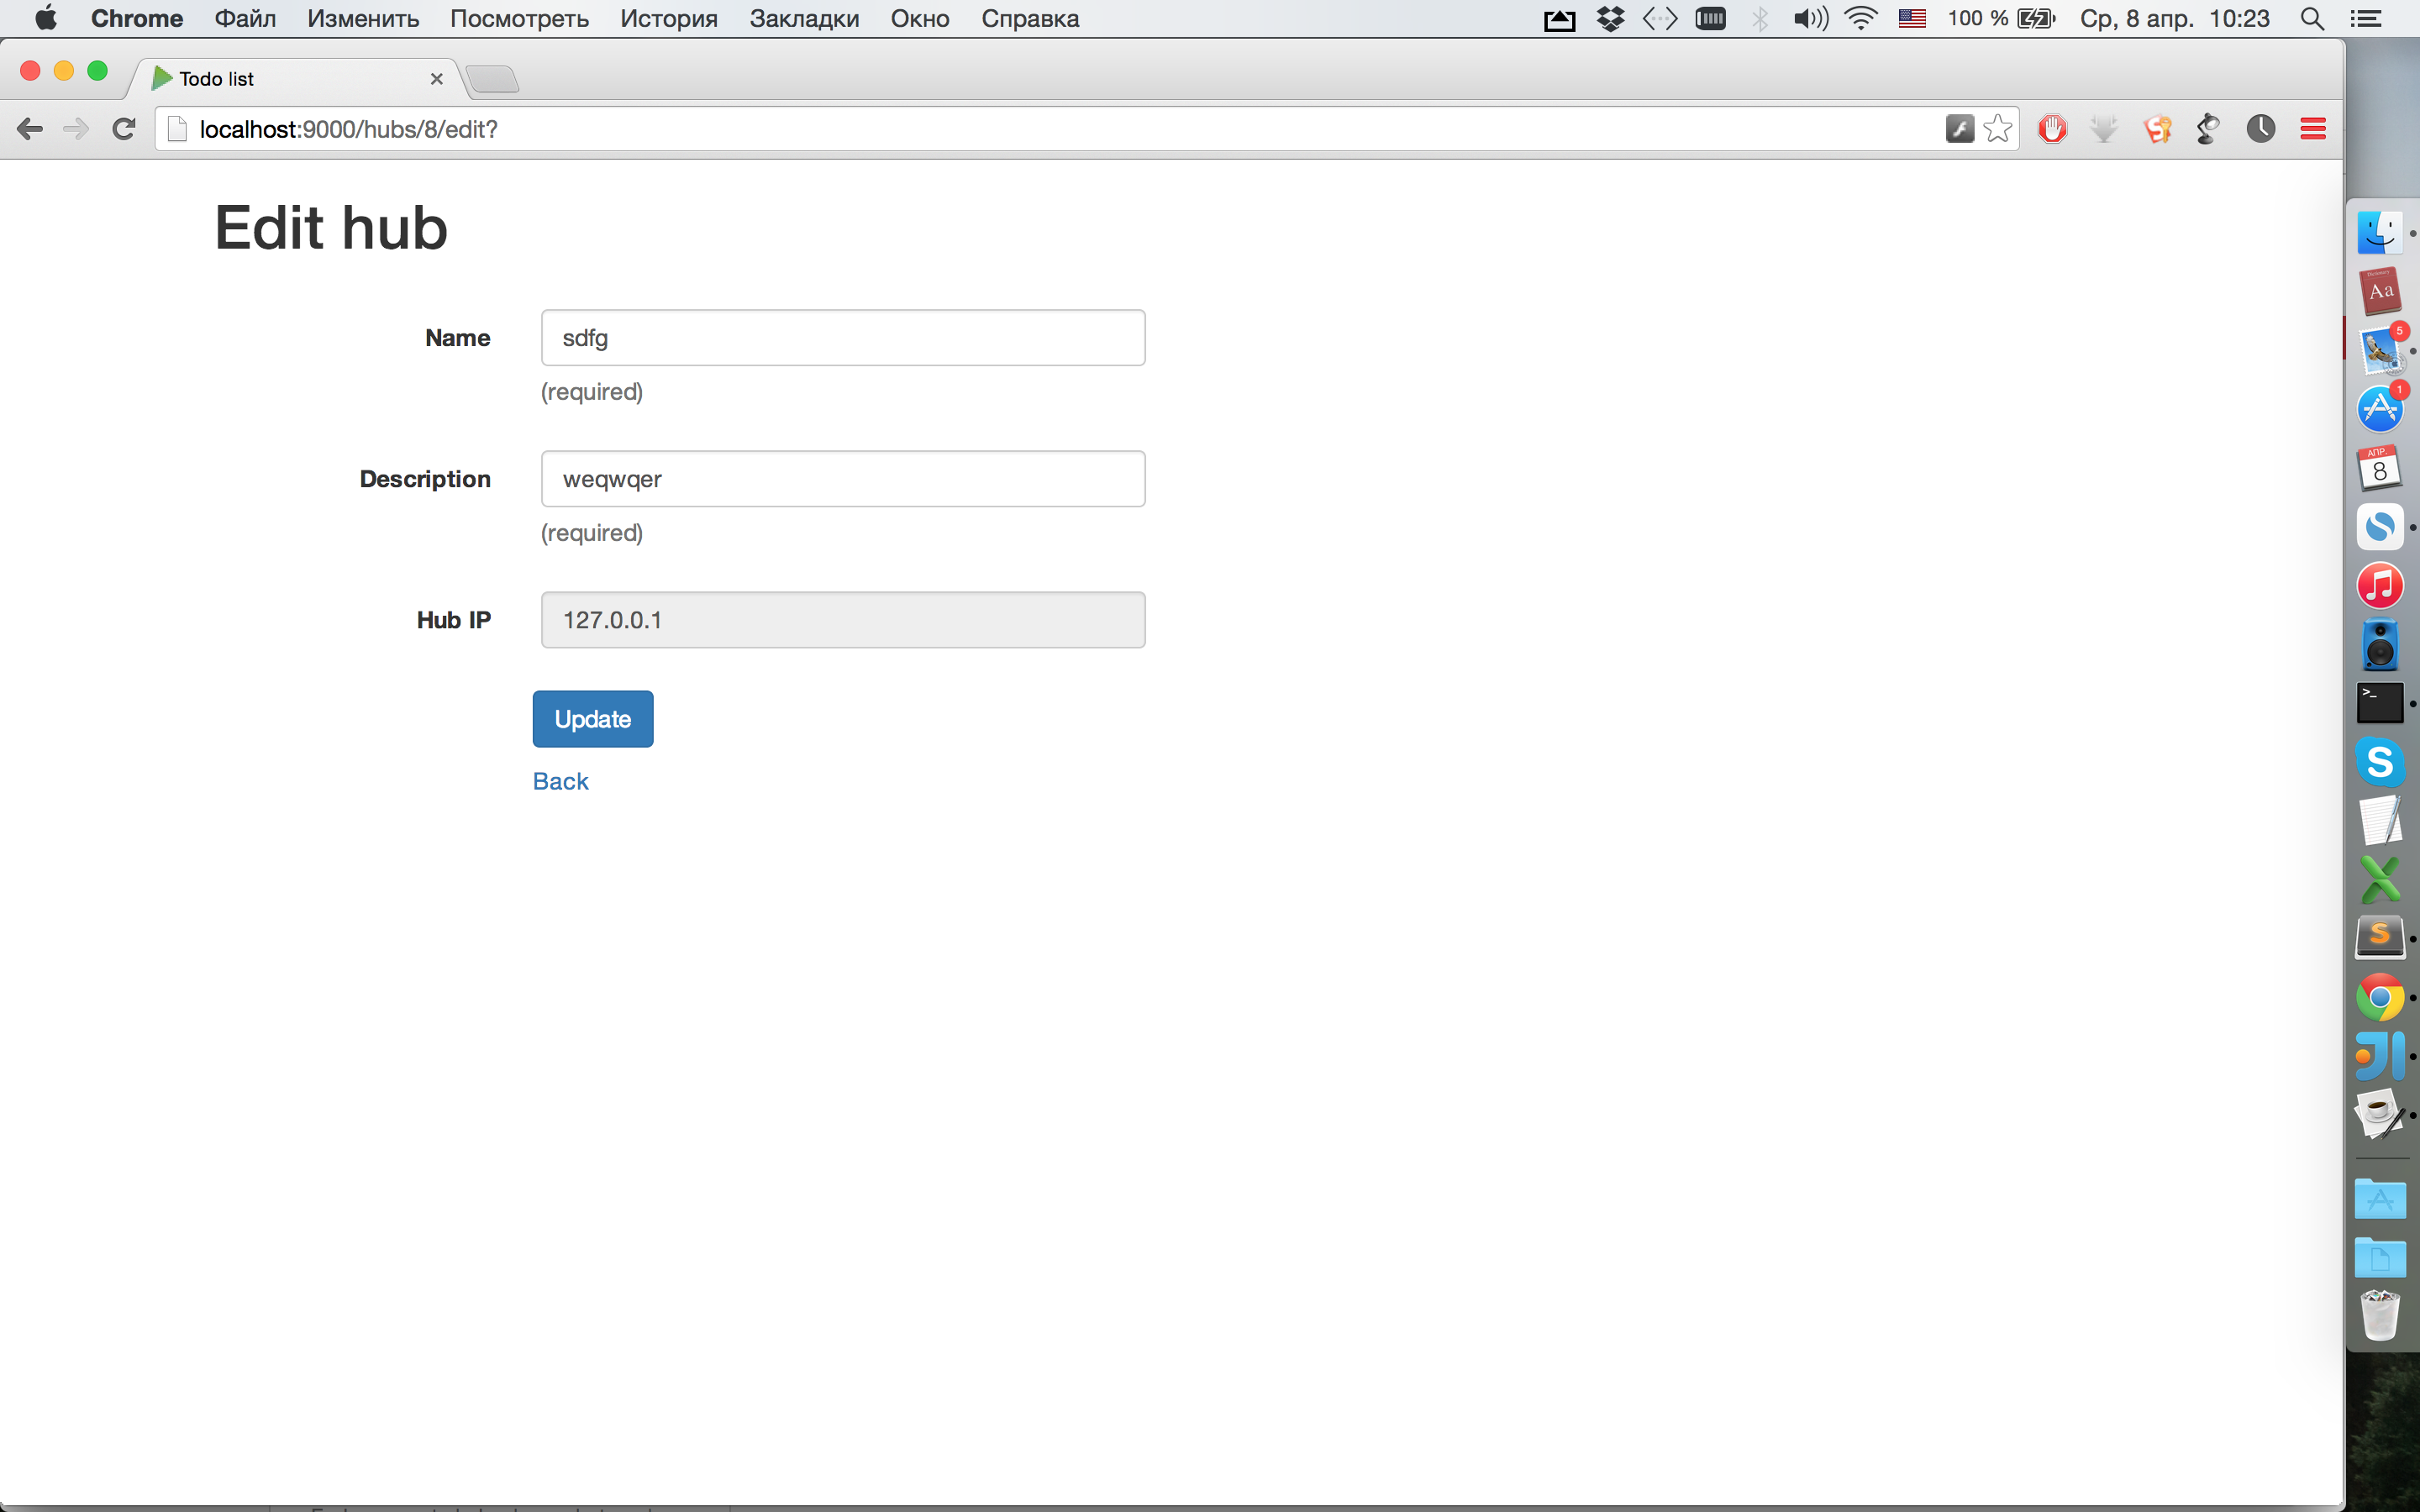 Chrome Файл Изменить Посмотреть История Закладки Окно Справка 100 % Ср, 8 апр. 10:23
Todo list
localhost:9000/hubs/8/edit?
Edit hub
Name sdfg
(required)
Description weqwqer
(required)
Hub IP 127.0.0.1
Update
Back
Dictionary
Aa
5
1
АПР.
8